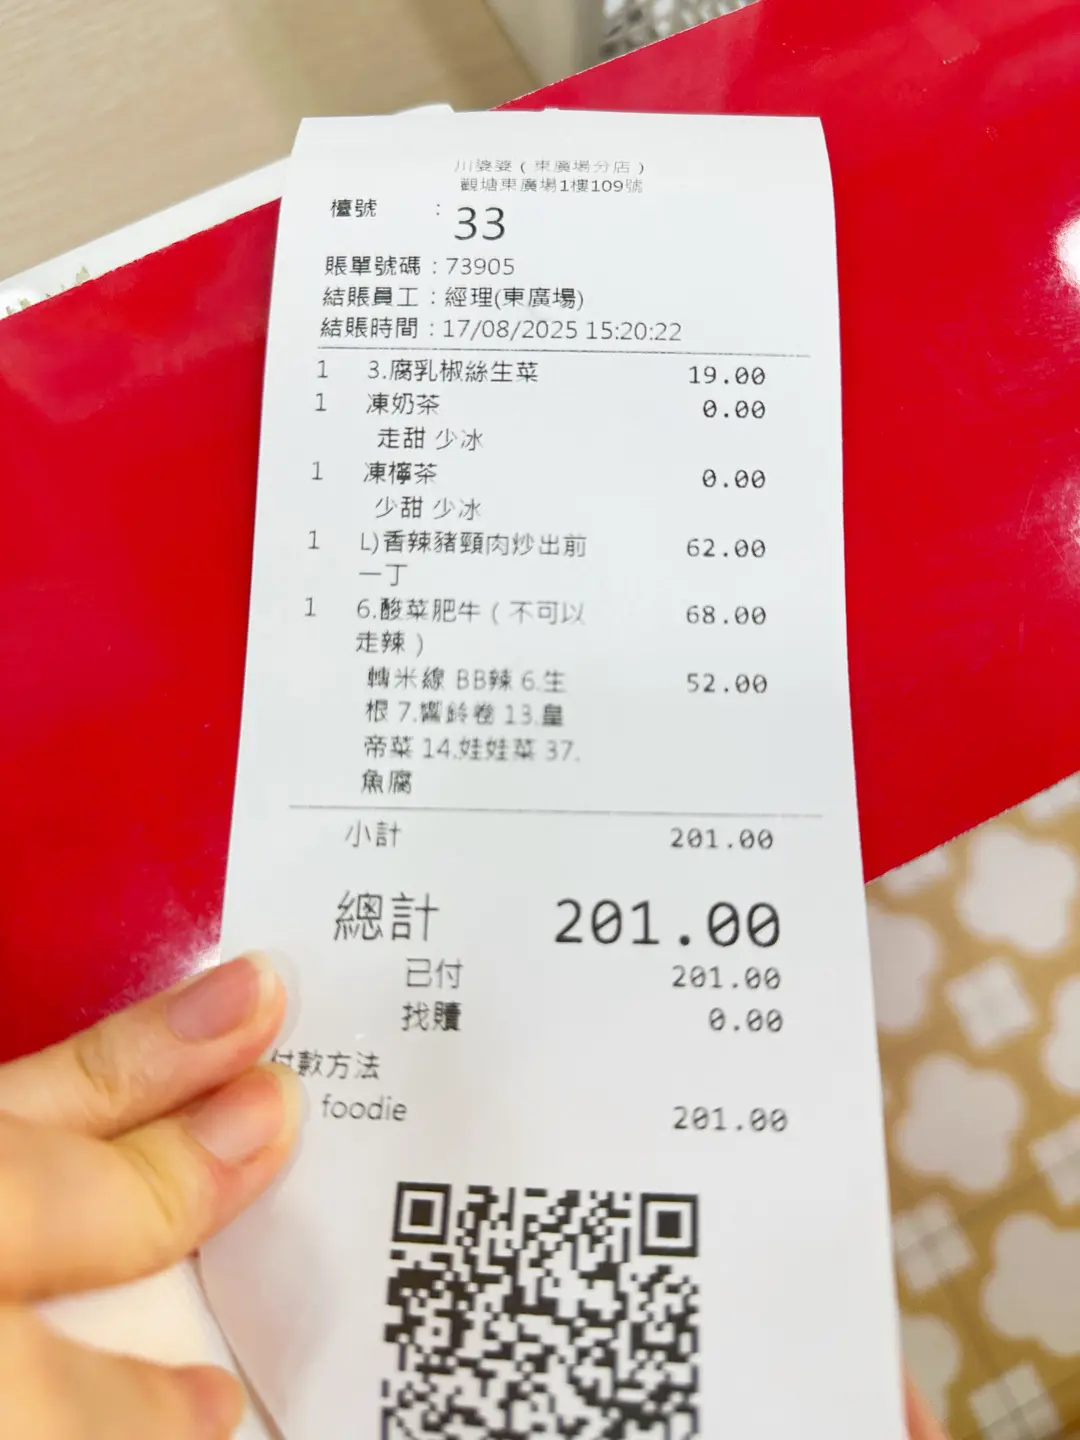 川婆婆（東廣場分店）
觀塘東廣場1樓109號
檯號 : 33
賬單號碼：73905
結賬員工：經理(東廣場)
結賬時間：17/08/2025 15:20:22
1 3.腐乳椒絲生菜 19.00
1 凍奶茶 0.00
走甜 少冰
1 凍檸茶 0.00
少甜 少冰
1 L)香辣豬頸肉炒出前 62.00
一丁
1 6.酸菜肥牛（不可以 68.00
走辣）
轉米線 BB辣 6.生 52.00
根 7.響鈴卷 13.皇
帝菜 14.娃娃菜 37.
魚腐
小計 201.00
總計 201.00
已付 201.00
找贖 0.00
付款方法
foodie 201.00